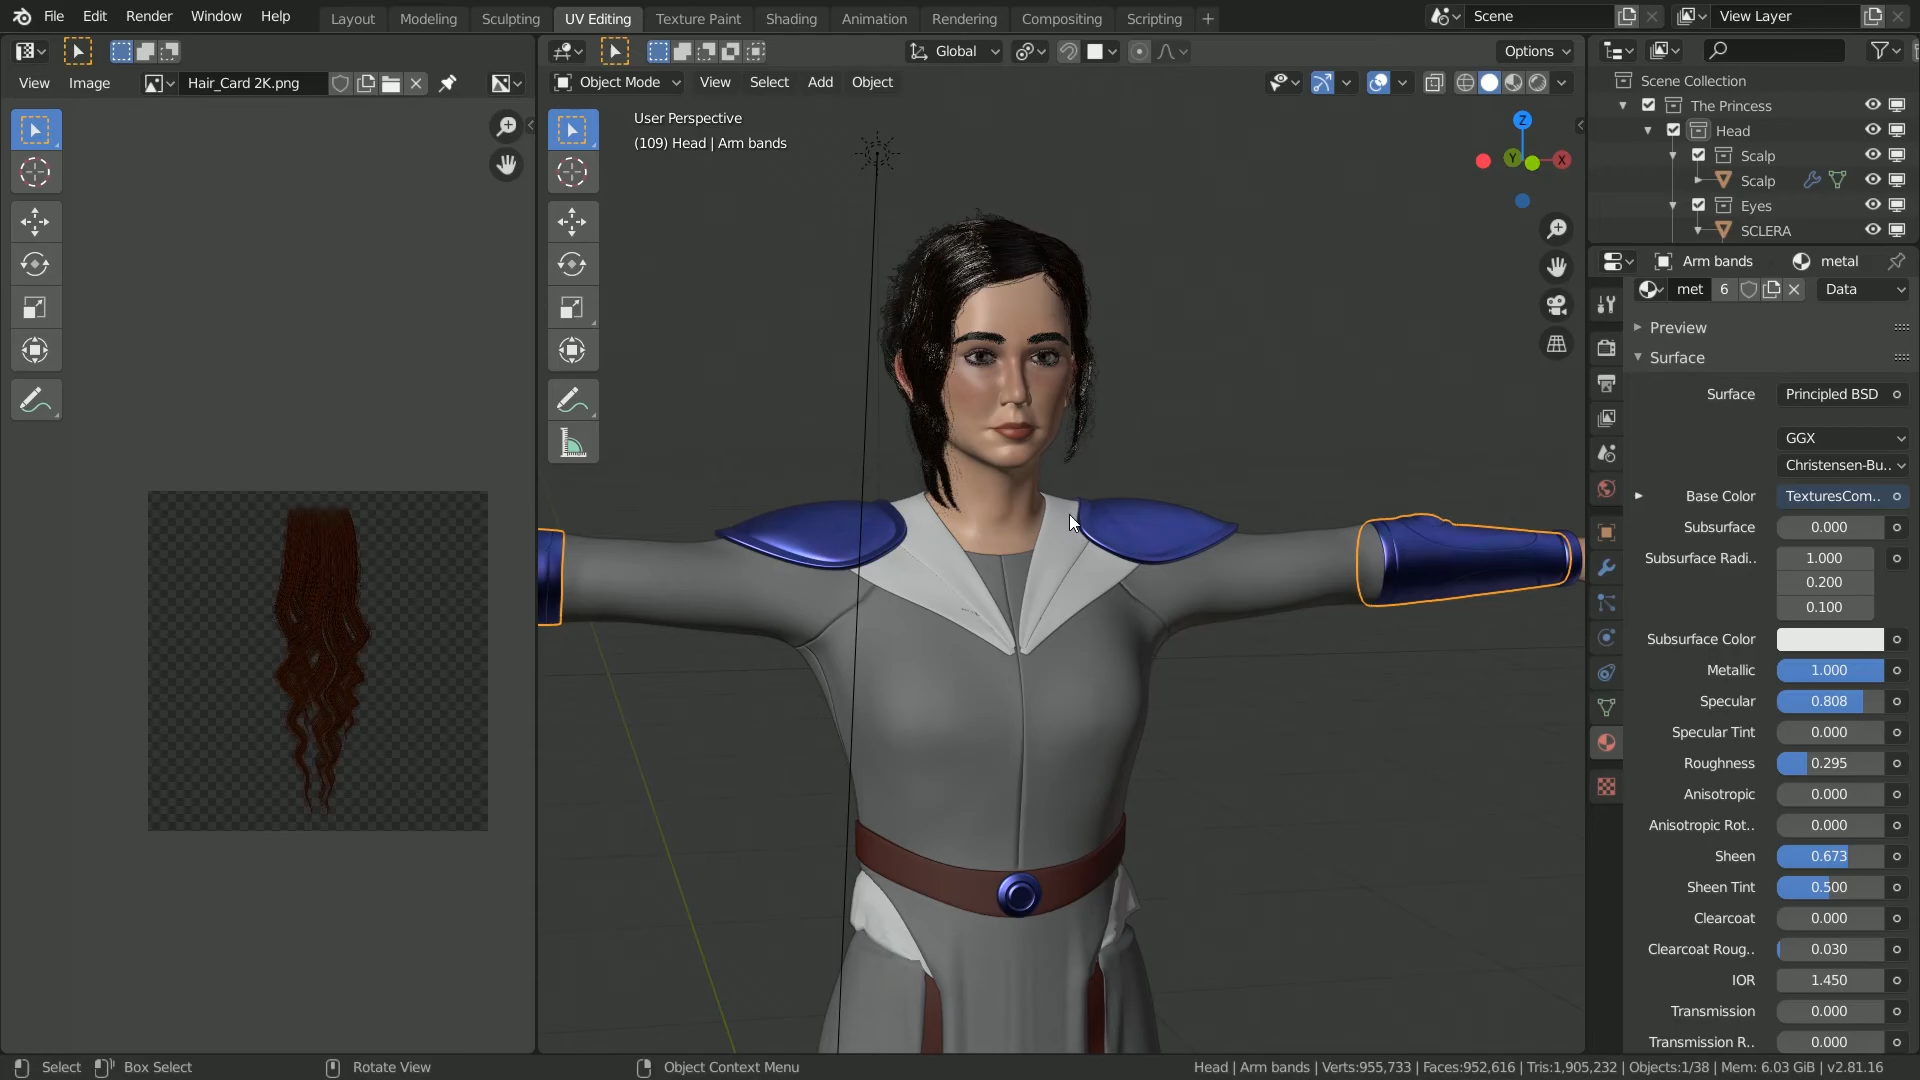 File Edit Render Window Help Layout Modeling Sculpting UV Editing Texture Paint Shading Animation Rendering Compositing Scripting + Scene View Layer
Global Options
View Image Hair_Card 2K.png Object Mode View Select Add Object
User Perspective
(109) Head | Arm bands
Z
Y
X
Scene Collection
The Princess
Head
Scalp
Scalp
Eyes
SCLERA
Arm bands metal
met 6 Data
Preview
Surface
Surface Principled BSD
GGX
Christensen-Bu..
Base Color TexturesCom..
Subsurface 0.000
Subsurface Radi.. 1.000
0.200
0.100
Subsurface Color
Metallic 1.000
Specular 0.808
Specular Tint 0.000
Roughness 0.295
Anisotropic 0.000
Anisotropic Rot.. 0.000
Sheen 0.673
Sheen Tint 0.500
Clearcoat 0.000
Clearcoat Roug.. 0.030
IOR 1.450
Transmission 0.000
Transmission R.. 0.000
Select Box Select Rotate View Object Context Menu Head | Arm bands | Verts:955,733 | Faces:952,616 | Tris:1,905,232 | Objects:1/38 | Mem: 6.03 GiB | v2.81.16